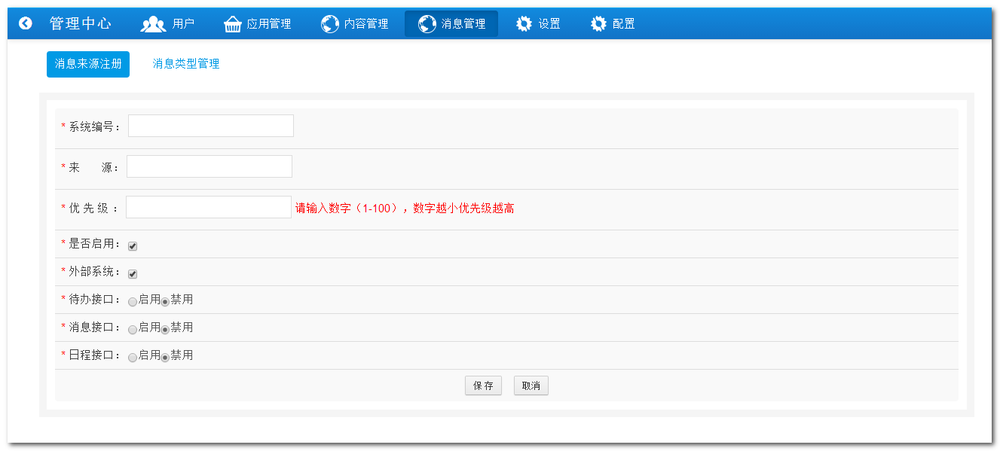 管理中心 用户 应用管理 内容管理 消息管理 设置 配置
消息来源注册 消息类型管理
* 系统编号：
* 来 源：
* 优 先 级 ： 请输入数字（1-100），数字越小优先级越高
* 是否启用：
* 外部系统：
* 待办接口： 启用 禁用
* 消息接口： 启用 禁用
* 日程接口： 启用 禁用
保 存 取消